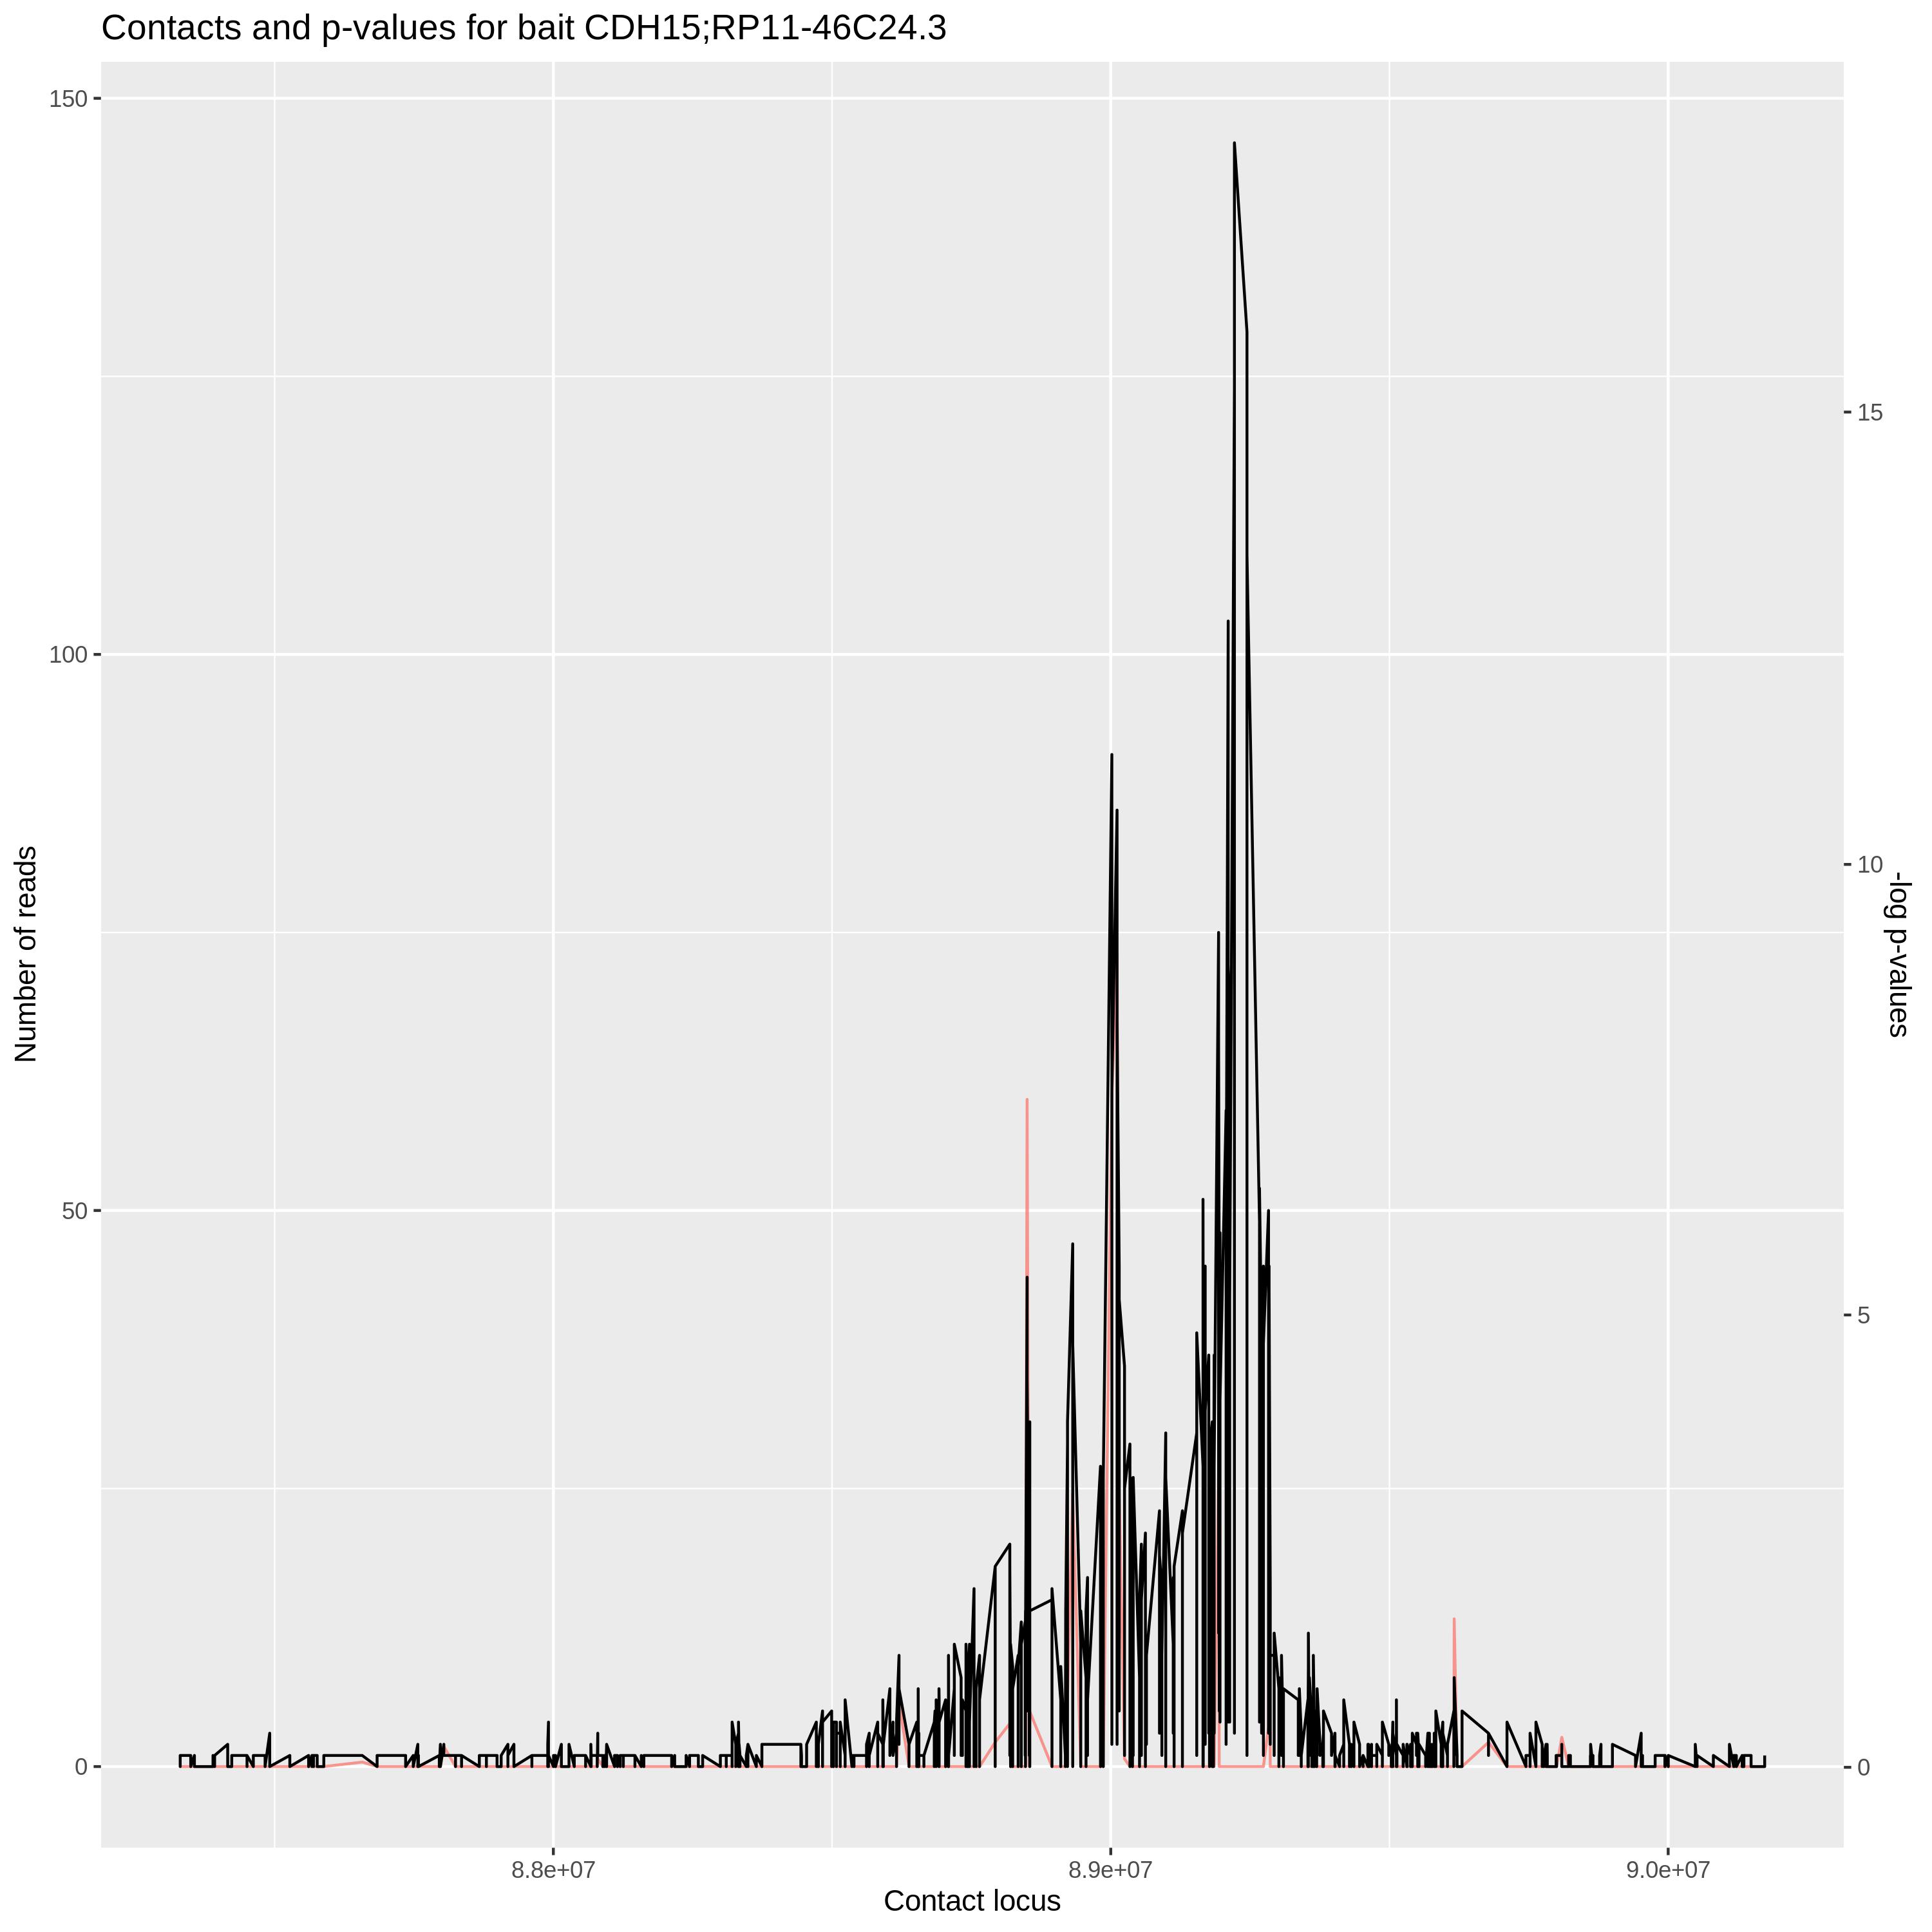 Contacts and p-values for bait CDH15;RP11-46C24.3
150
100
50
0
Number of reads
15
10
5
0
-log p-values
8.8e+07
8.9e+07
9.0e+07
Contact locus